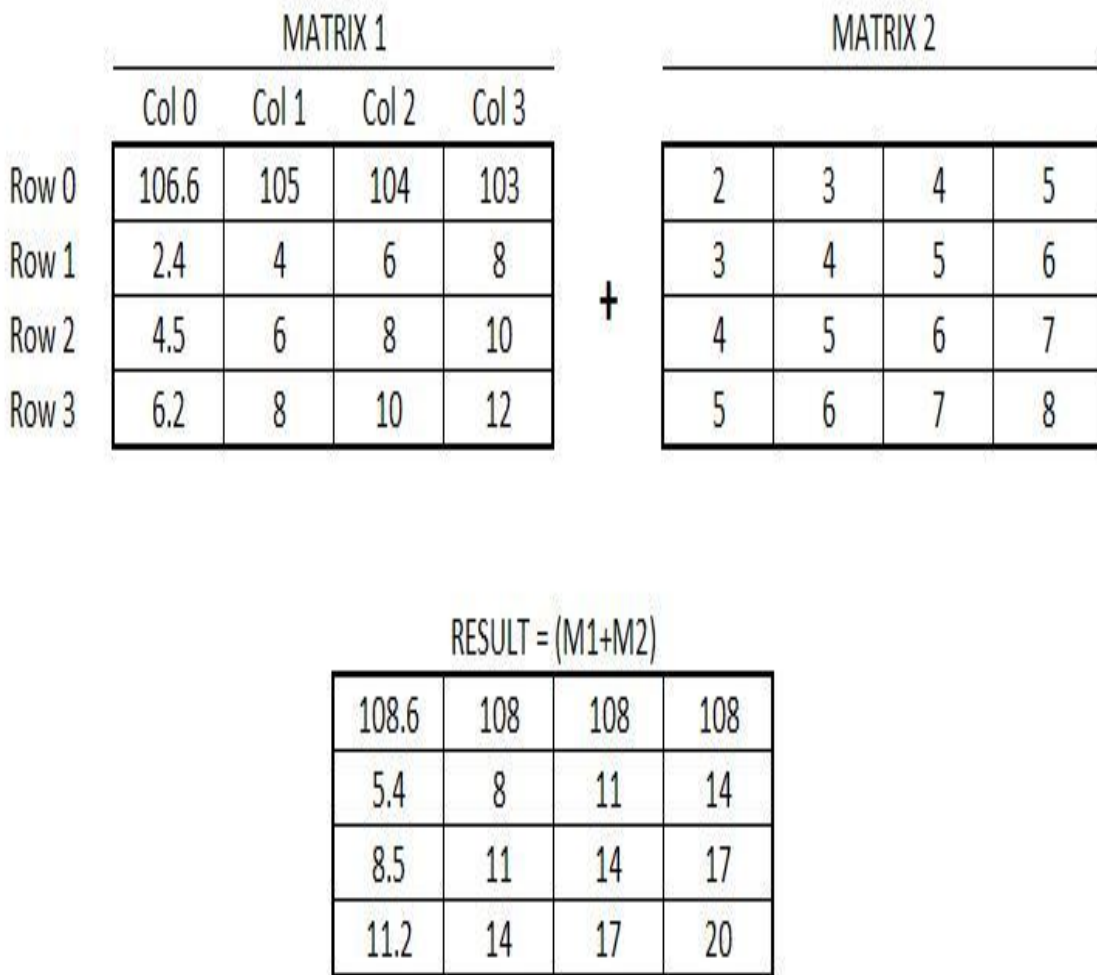 MATRIX 1 MATRIX 2
Col 0 Col 1 Col 2 Col 3
Row 0 106.6 105 104 103 2 3 4 5
Row 1 2.4 4 6 8 3 4 5 6
+
Row 2 4.5 6 8 10 4 5 6 7
Row 3 6.2 8 10 12 5 6 7 8
RESULT = (M1+M2)
108.6 108 108 108
5.4 8 11 14
8.5 11 14 17
11.2 14 17 20